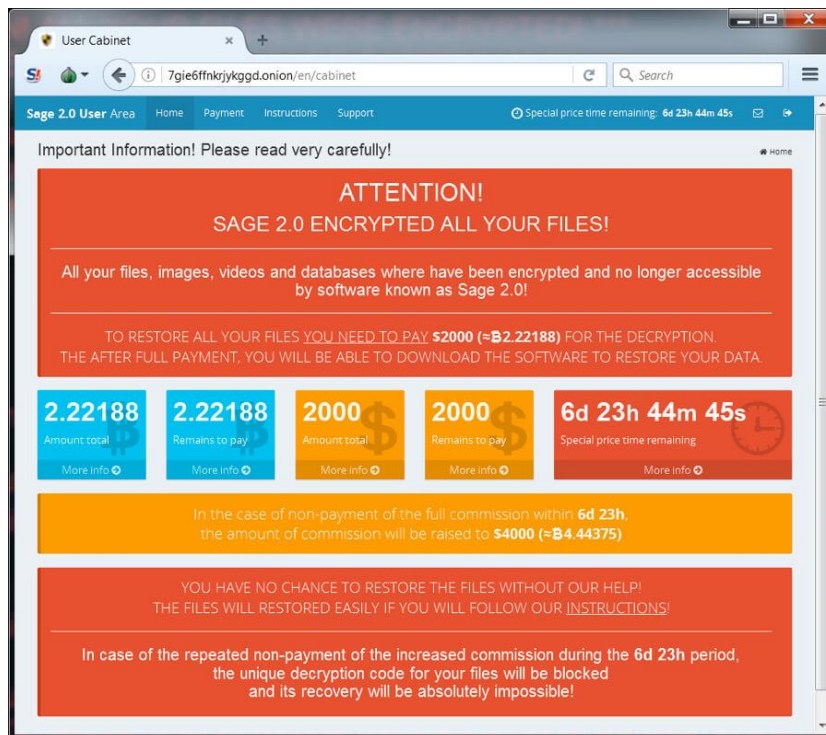 User Cabinet
7gie6ffnkrjykggd.onion/en/cabinet
Search
Sage 2.0 User Area Home Payment Instructions Support Special price time remaining: 6d 23h 44m 45s
Important Information! Please read very carefully!
Home
ATTENTION!
SAGE 2.0 ENCRYPTED ALL YOUR FILES!
All your files, images, videos and databases where have been encrypted and no longer accessible
by software known as Sage 2.0!
TO RESTORE ALL YOUR FILES YOU NEED TO PAY $2000 (≈₿2.22188) FOR THE DECRYPTION.
THE AFTER FULL PAYMENT, YOU WILL BE ABLE TO DOWNLOAD THE SOFTWARE TO RESTORE YOUR DATA.
2.22188
Amount total
More info
2.22188
Remains to pay
More info
2000
Amount total
More info
2000
Remains to pay
More info
6d 23h 44m 45s
Special price time remaining
More info
In the case of non-payment of the full commission within 6d 23h,
the amount of commission will be raised to $4000 (≈₿4.44375)
YOU HAVE NO CHANCE TO RESTORE THE FILES WITHOUT OUR HELP!
THE FILES WILL RESTORED EASILY IF YOU WILL FOLLOW OUR INSTRUCTIONS!
In case of the repeated non-payment of the increased commission during the 6d 23h period,
the unique decryption code for your files will be blocked
and its recovery will be absolutely impossible!